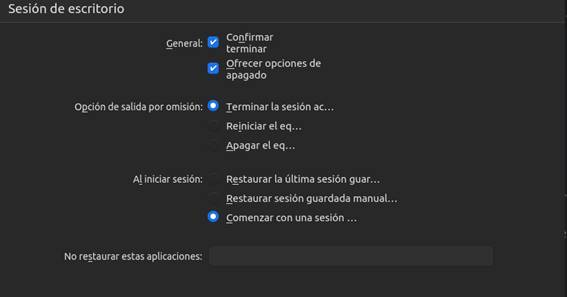 Sesión de escritorio
General:
Confirmar
terminar
Ofrecer opciones de
apagado
Opción de salida por omisión:
Terminar la sesión ac…
Reiniciar el eq…
Apagar el eq…
Al iniciar sesión:
Restaurar la última sesión guar…
Restaurar sesión guardada manual…
Comenzar con una sesión …
No restaurar estas aplicaciones: